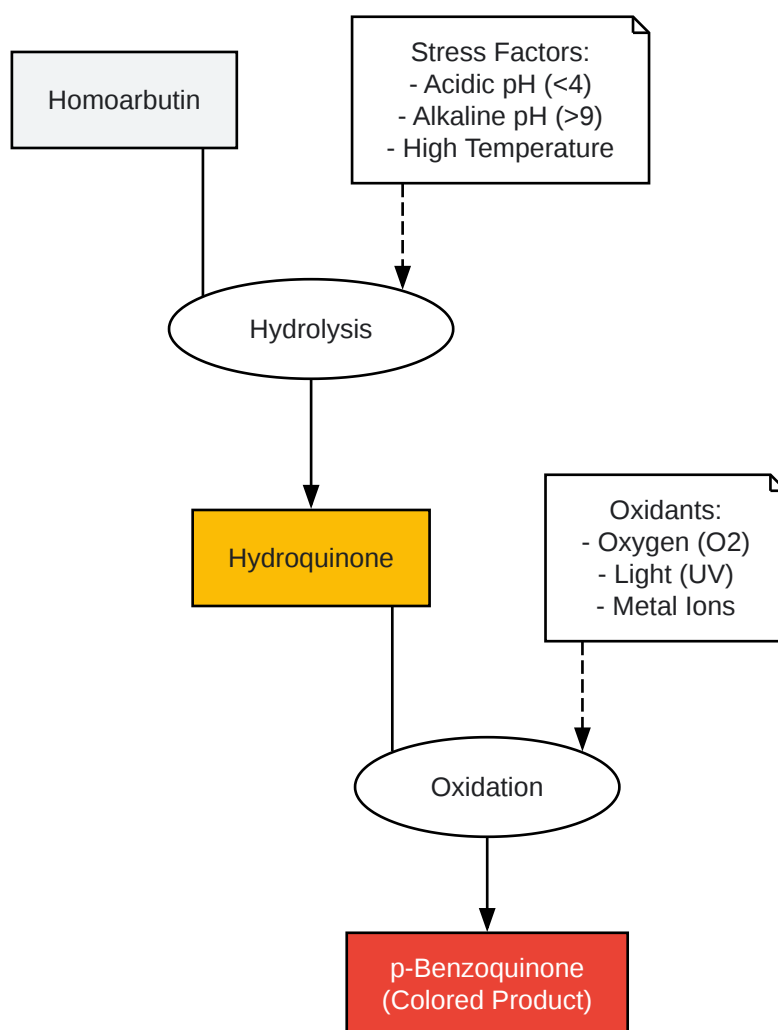 Homoarbutin
Stress Factors:
- Acidic pH (<4)
- Alkaline pH (>9)
- High Temperature
Hydrolysis
Hydroquinone
Oxidants:
- Oxygen (O2)
- Light (UV)
- Metal Ions
Oxidation
p-Benzoquinone
(Colored Product)